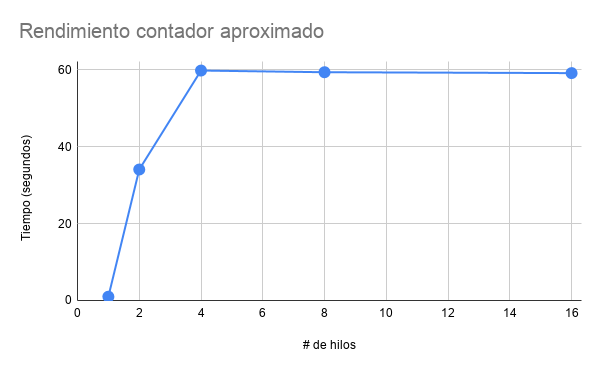 Rendimiento contador aproximado
Tiempo (segundos)
60
40
20
0
0 2 4 6 8 10 12 14 16
# de hilos